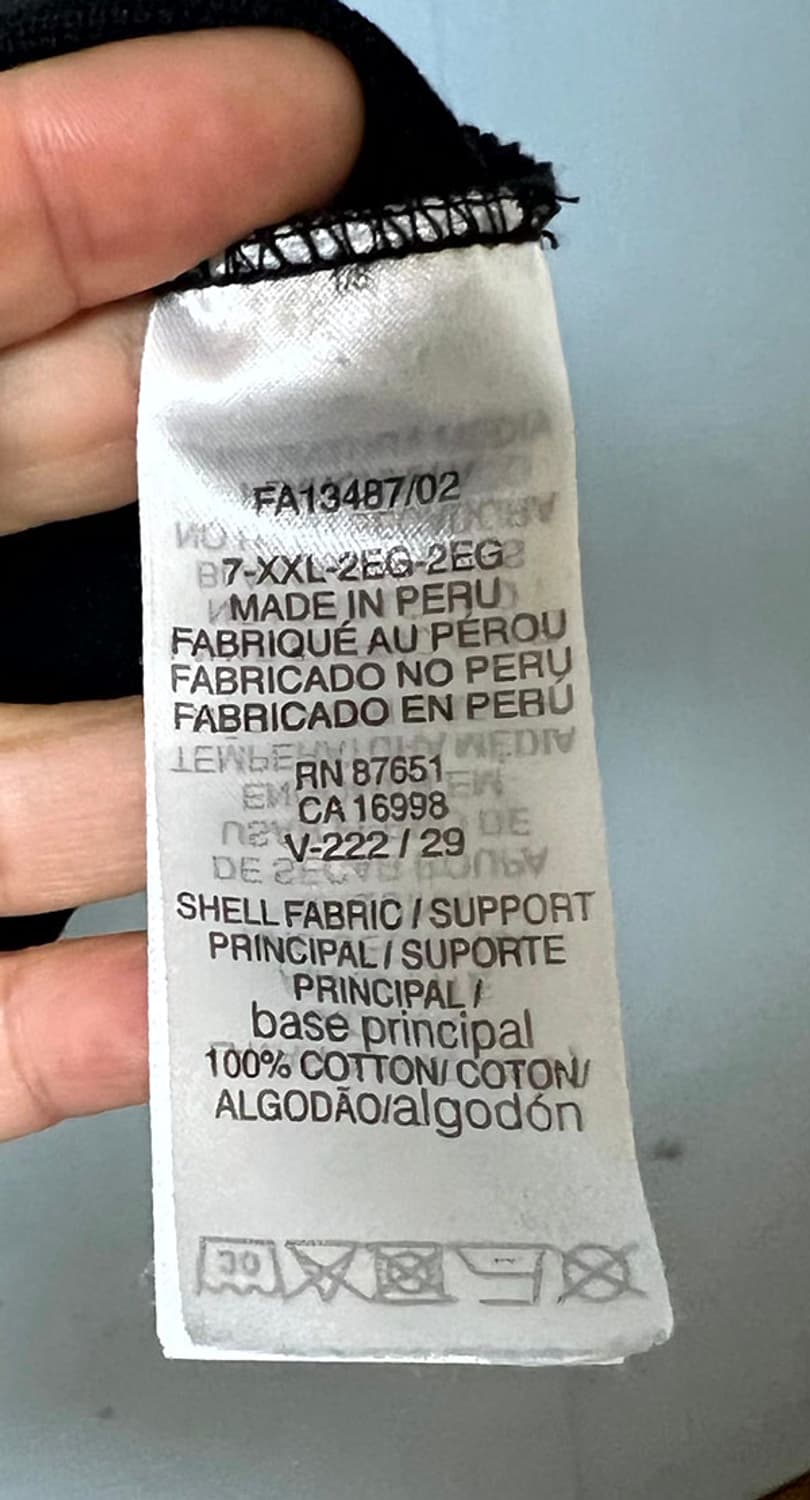 FA13487/02
7-XXL-2EG-2EG
MADE IN PERU
FABRIQUÉ AU PÉROU
FABRICADO NO PERU
FABRICADO EN PERÚ
RN 87651
CA 16998
V-222 / 29
SHELL FABRIC / SUPPORT
PRINCIPAL / SUPORTE
PRINCIPAL /
base principal
100% COTTON/ COTON/
ALGODÃO/algodón